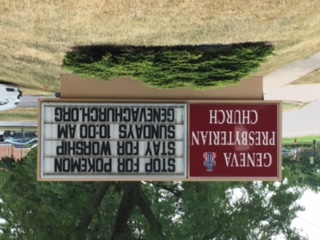 GENEVA
PRESBYTERIAN
CHURCH
STOP FOR POKEMON
STAY FOR WORSHIP
SUNDAYS 10:00 AM
GENEVACHURCH.ORG